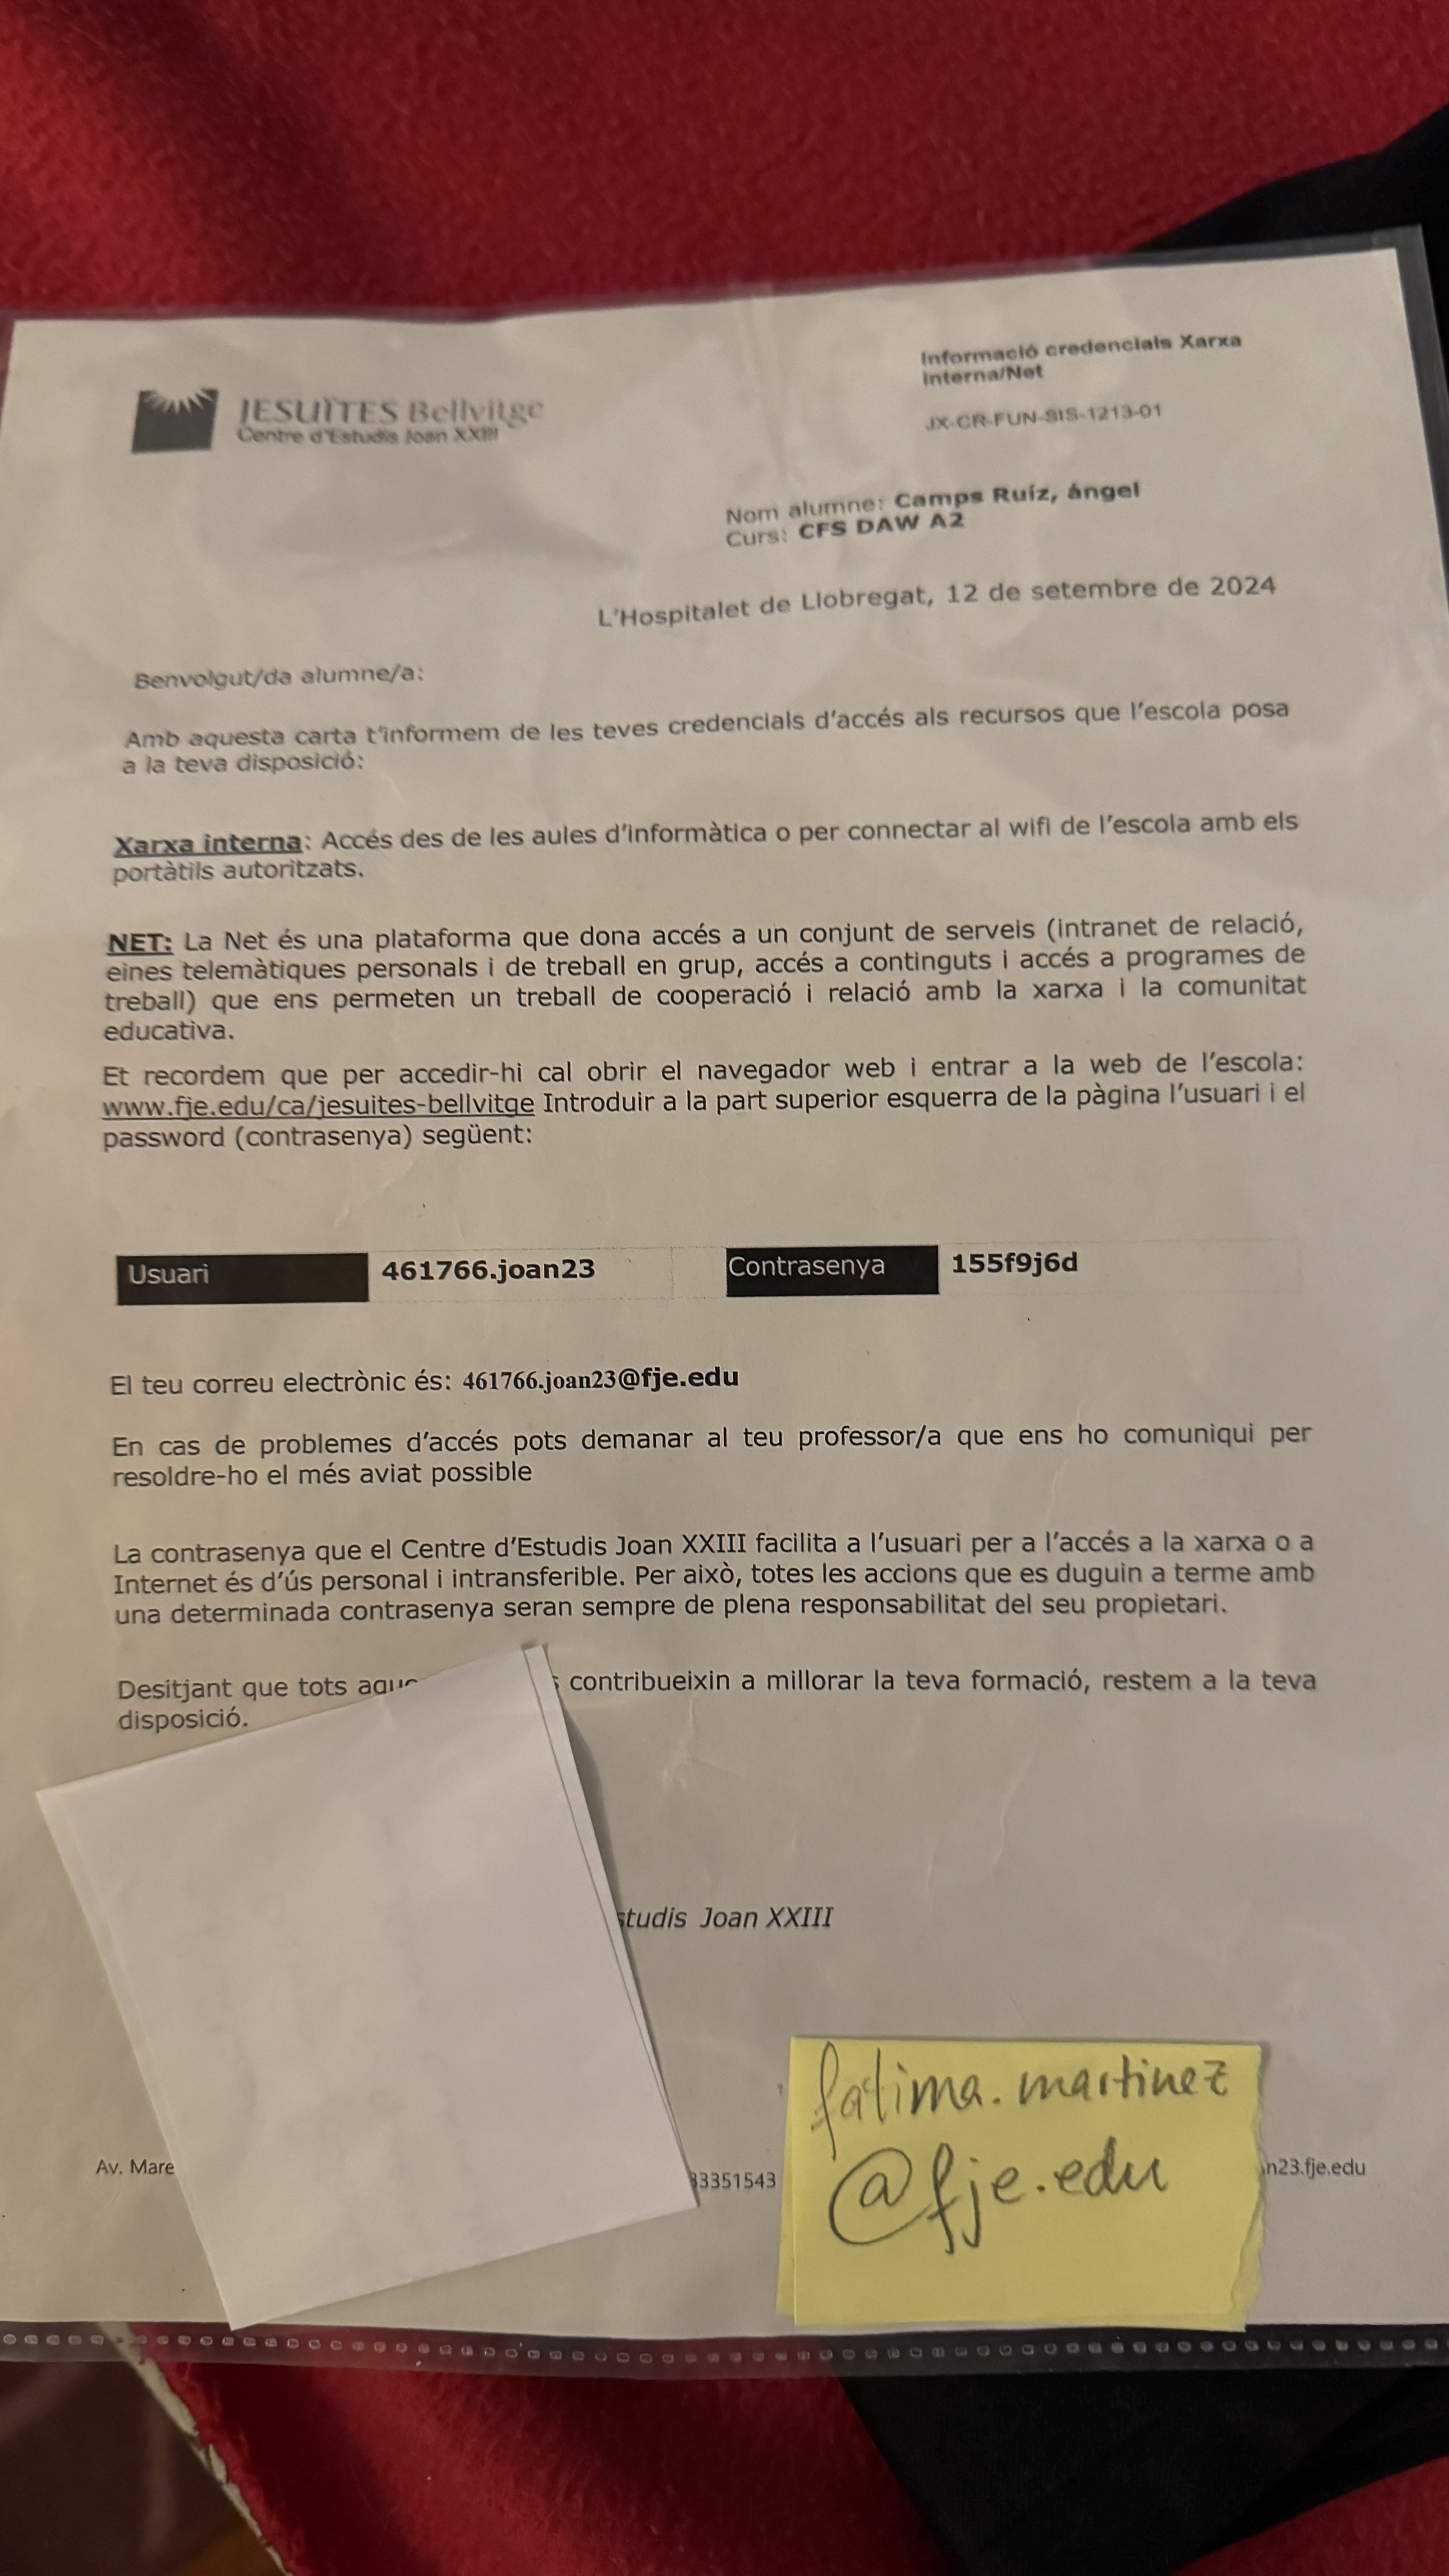 JESUÏTES Bellvitge
Centre d'Estudis Joan XXIII
Informació credencials Xarxa
interna/Net
JX-CR-FUN-SIS-1213-01
Nom alumne: Camps Ruíz, ángel
Curs: CFS DAW A2
L'Hospitalet de Llobregat, 12 de setembre de 2024
Benvolgut/da alumne/a:
Amb aquesta carta t'informem de les teves credencials d'accés als recursos que l'escola posa
a la teva disposició:
Xarxa interna: Accés des de les aules d'informàtica o per connectar al wifi de l'escola amb els
portàtils autoritzats.
NET: La Net és una plataforma que dona accés a un conjunt de serveis (intranet de relació,
eines telemàtiques personals i de treball en grup, accés a continguts i accés a programes de
treball) que ens permeten un treball de cooperació i relació amb la xarxa i la comunitat
educativa.
Et recordem que per accedir-hi cal obrir el navegador web i entrar a la web de l'escola:
www.fje.edu/ca/jesuites-bellvitge Introduir a la part superior esquerra de la pàgina l'usuari i el
password (contrasenya) següent:
Usuari 461766.joan23 Contrasenya 155f9j6d
El teu correu electrònic és: 461766.joan23@fje.edu
En cas de problemes d'accés pots demanar al teu professor/a que ens ho comuniqui per
resoldre-ho el més aviat possible
La contrasenya que el Centre d'Estudis Joan XXIII facilita a l'usuari per a l'accés a la xarxa o a
Internet és d'ús personal i intransferible. Per això, totes les accions que es duguin a terme amb
una determinada contrasenya seran sempre de plena responsabilitat del seu propietari.
Desitjant que tots contribueixin a millorar la teva formació, restem a la teva
disposició.
studis Joan XXIII
fatima.martinez
@fje.edu
Av. Mare 33351543 n23.fje.edu